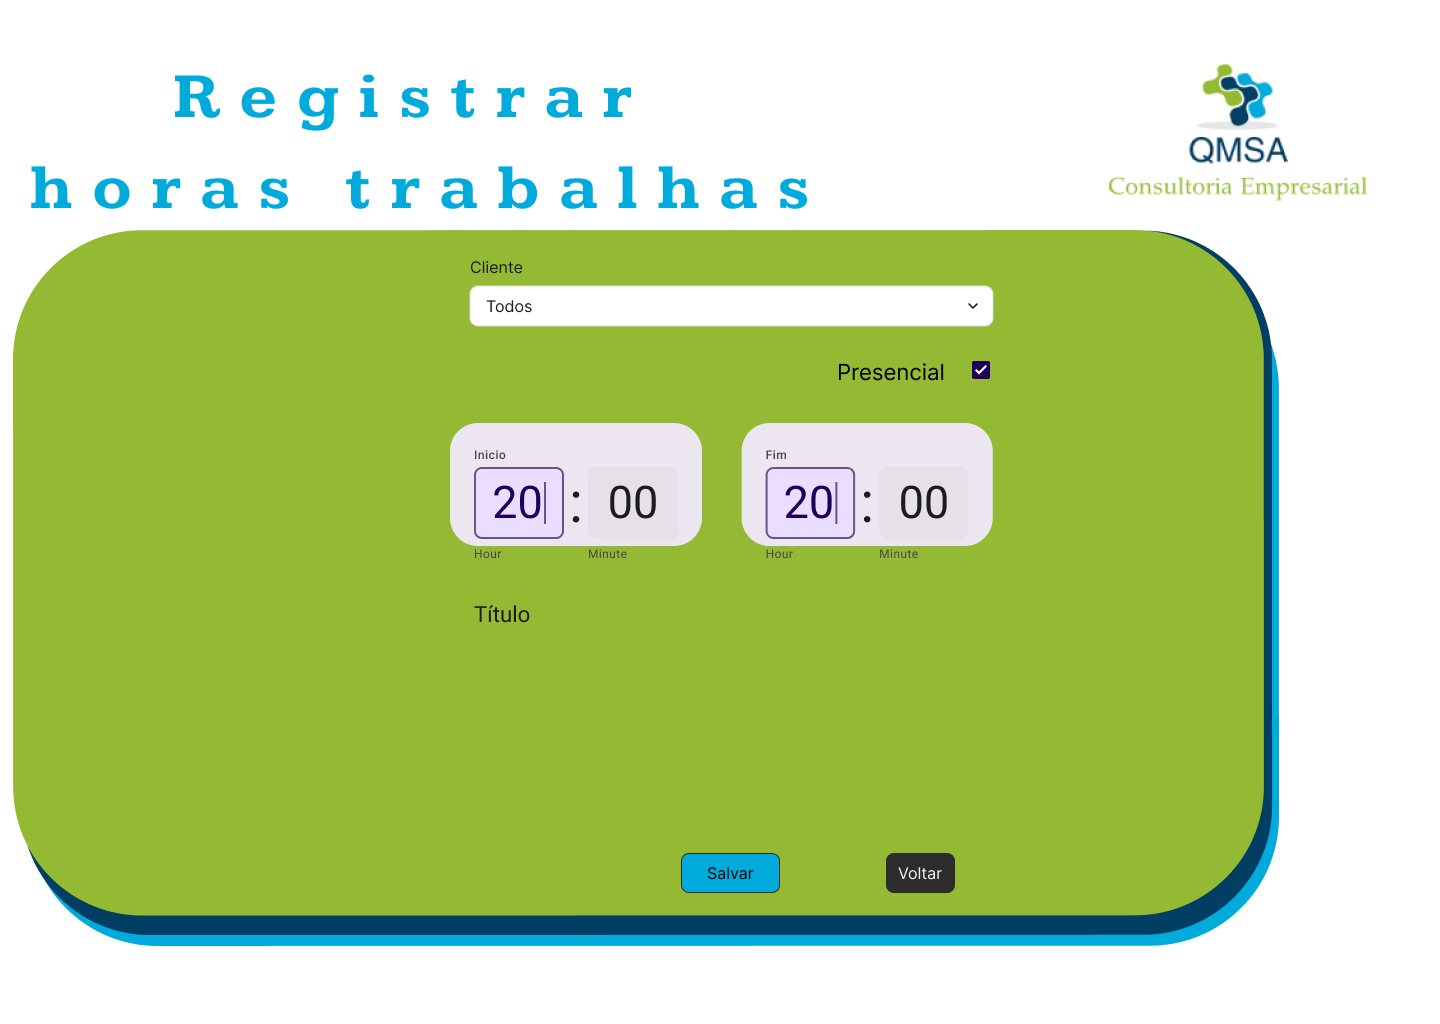 Registrar
horas trabalhas
QMSA
Consultoria Empresarial
Cliente
Todos
Presencial
Inicio
20 : 00
Hour Minute
Fim
20 : 00
Hour Minute
Título
Salvar
Voltar